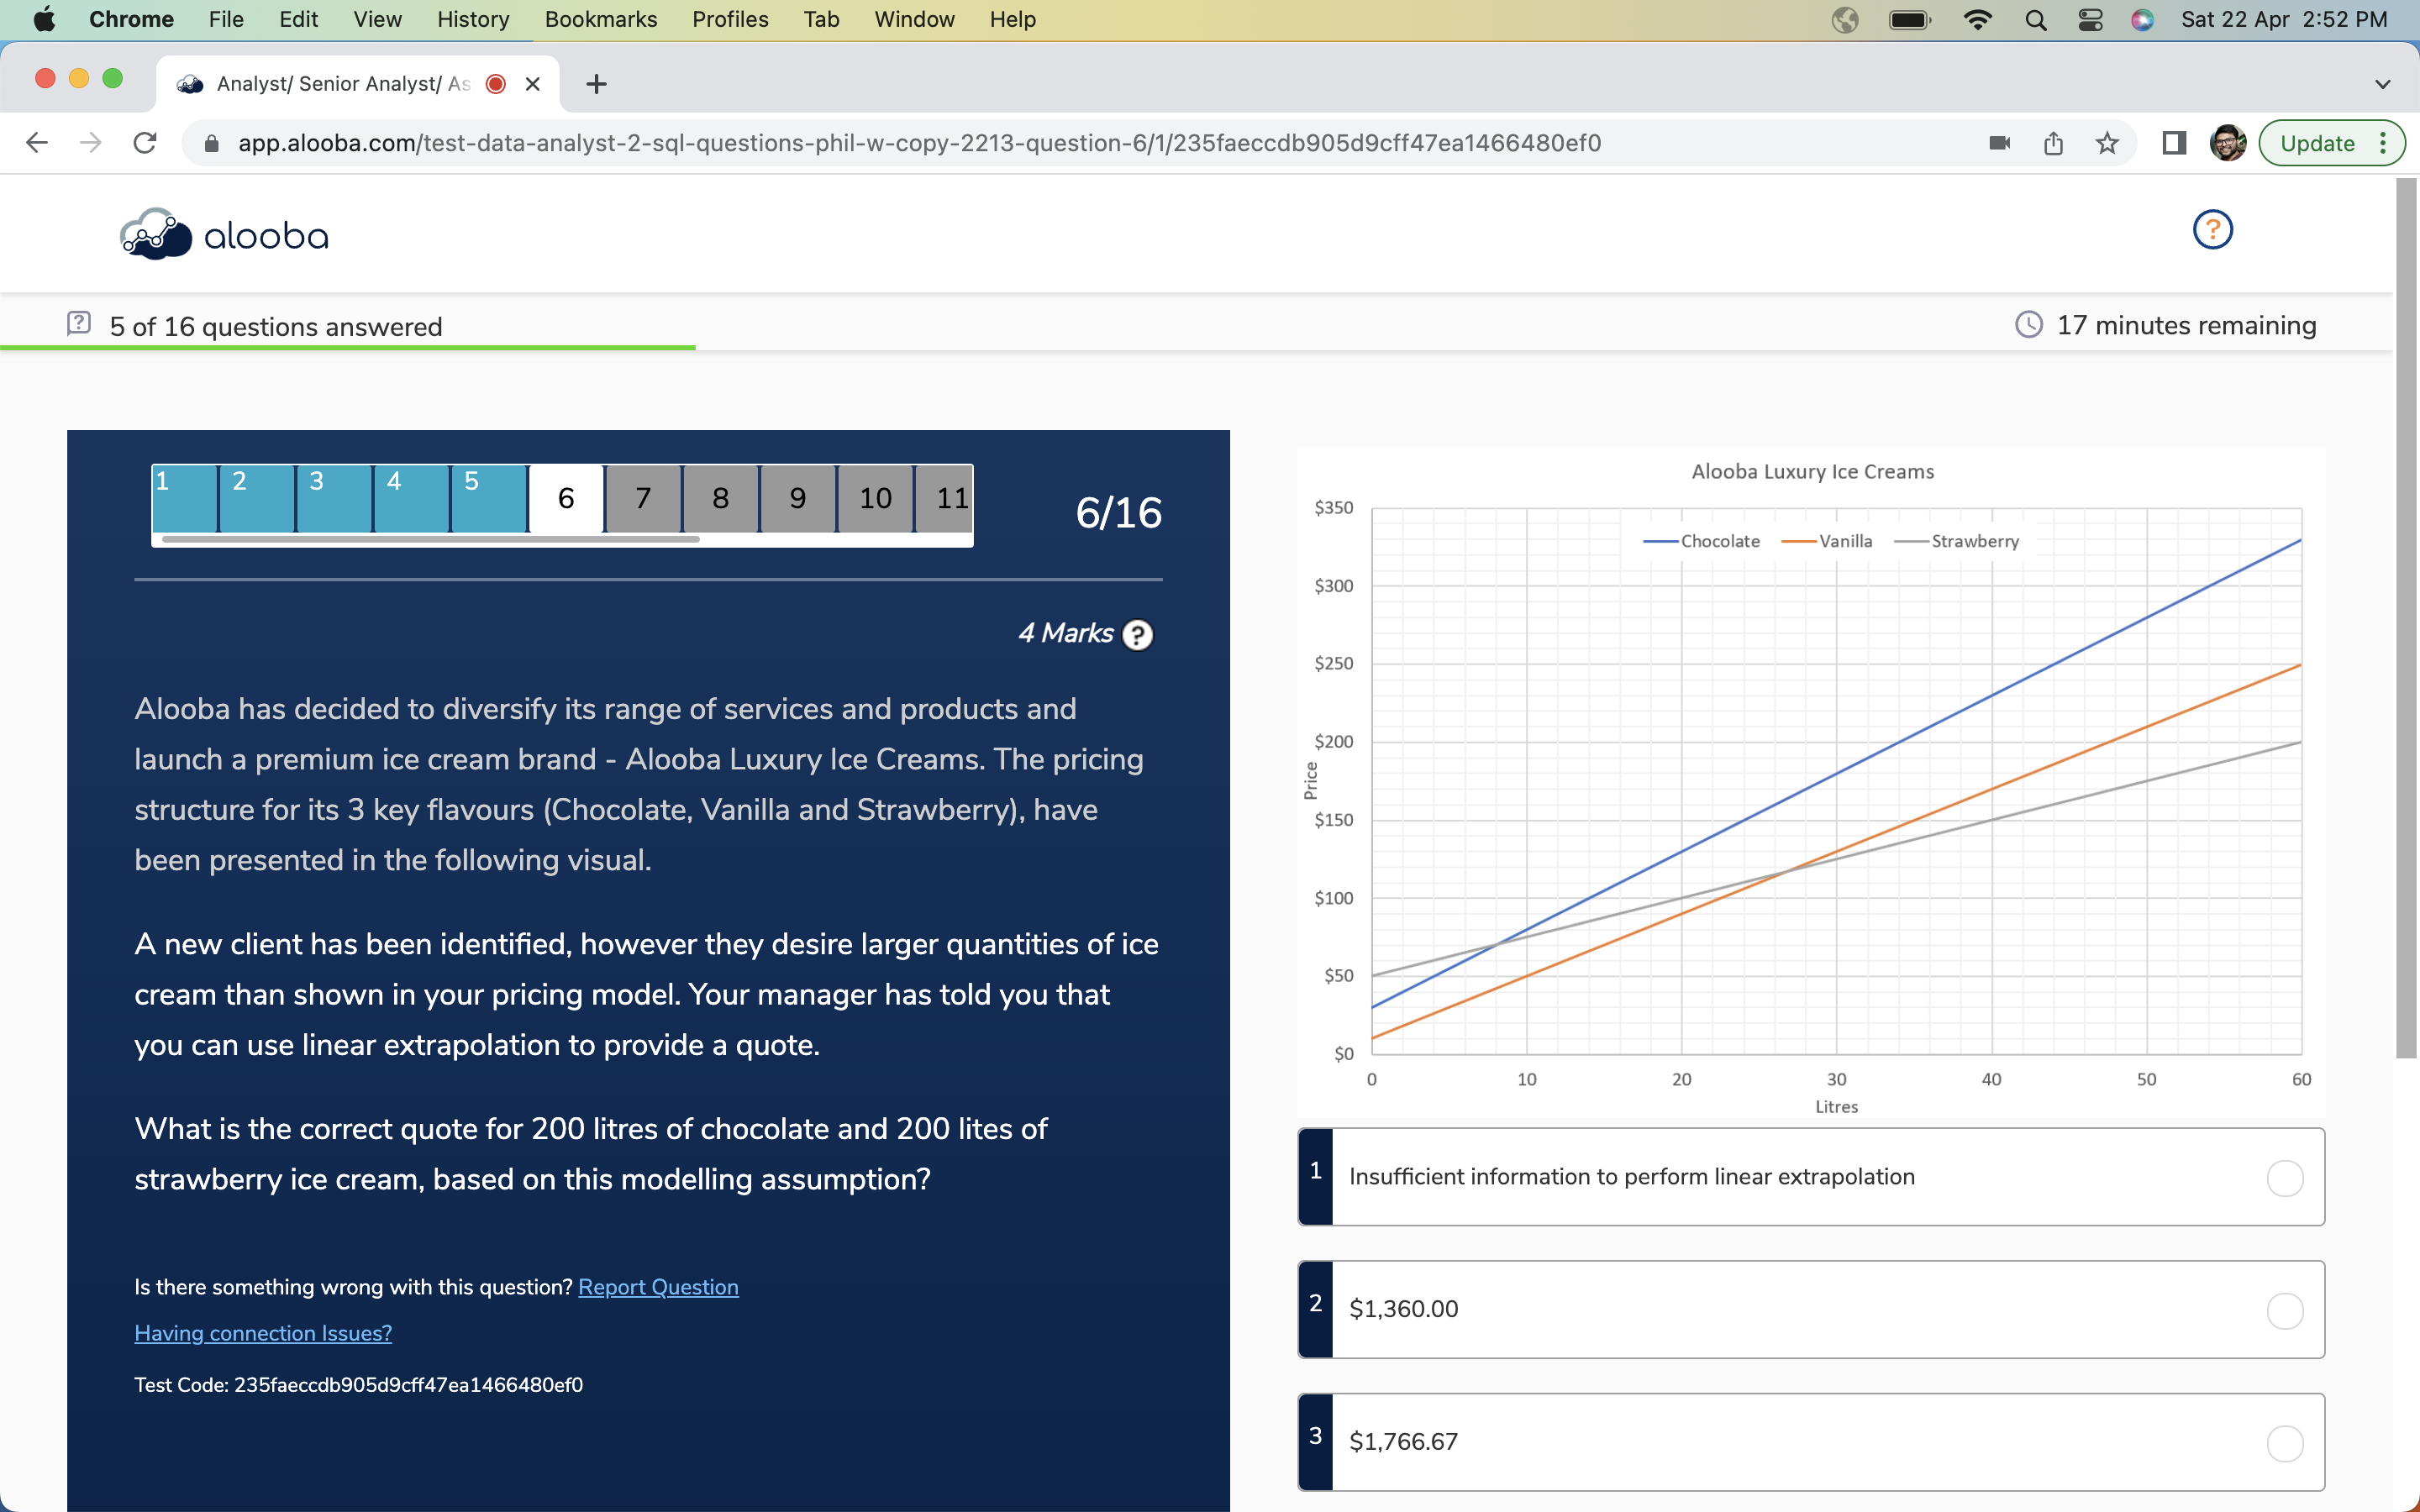 Chrome File Edit View History Bookmarks Profiles Tab Window Help Sat 22 Apr 2:52 PM
Analyst/ Senior Analyst/ As
app.alooba.com/test-data-analyst-2-sql-questions-phil-w-copy-2213-question-6/1/235faeccdb905d9cff47ea1466480ef0 Update
alooba ?
5 of 16 questions answered
17 minutes remaining
1 2 3 4 5 6 7 8 9 10 11
6/16
4 Marks ?
Alooba has decided to diversify its range of services and products and
launch a premium ice cream brand - Alooba Luxury Ice Creams. The pricing
structure for its 3 key flavours (Chocolate, Vanilla and Strawberry), have
been presented in the following visual.
A new client has been identified, however they desire larger quantities of ice
cream than shown in your pricing model. Your manager has told you that
you can use linear extrapolation to provide a quote.
What is the correct quote for 200 litres of chocolate and 200 lites of
strawberry ice cream, based on this modelling assumption?
Is there something wrong with this question? Report Question
Having connection Issues?
Test Code: 235faeccdb905d9cff47ea1466480ef0
Alooba Luxury Ice Creams
Chocolate Vanilla Strawberry
$350
$300
$250
$200
$150
$100
$50
$0
Price
0 10 20 30 40 50 60
Litres
1 Insufficient information to perform linear extrapolation
2 $1,360.00
3 $1,766.67